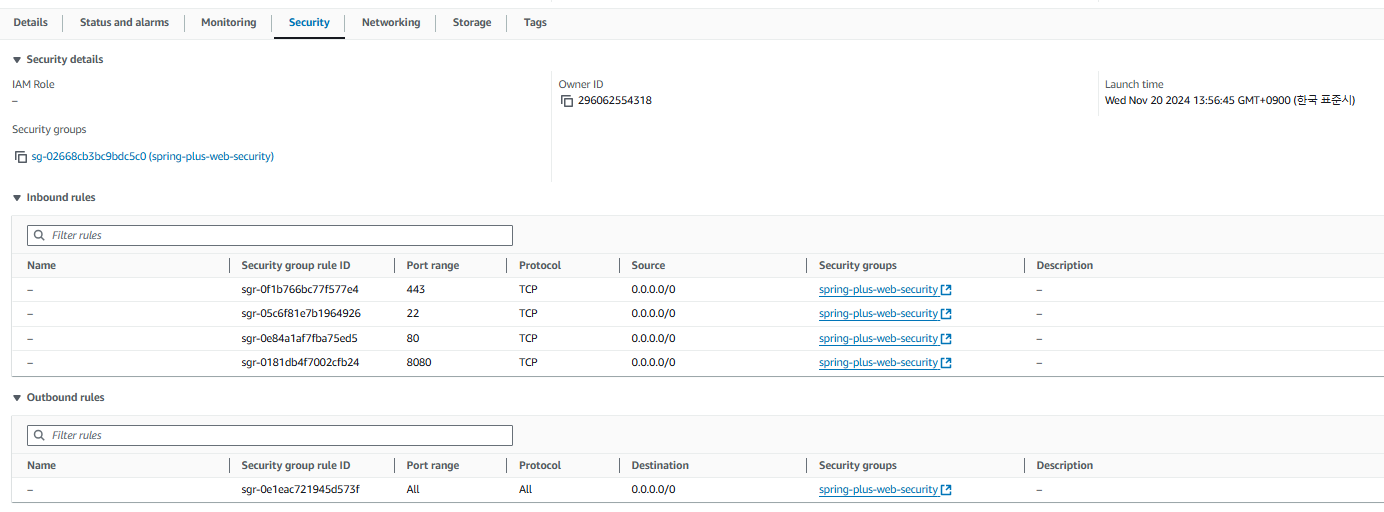 Details Status and alarms Monitoring Security Networking Storage Tags
▼ Security details
IAM Role Owner ID Launch time
– 296062554318 Wed Nov 20 2024 13:56:45 GMT+0900 (한국 표준시)
Security groups
sg-02668cb3bc9bdc5c0 (spring-plus-web-security)
▼ Inbound rules
Filter rules
Name Security group rule ID Port range Protocol Source Security groups Description
– sgr-0f1b766bc77f577e4 443 TCP 0.0.0.0/0 spring-plus-web-security –
– sgr-05c6f81e7b1964926 22 TCP 0.0.0.0/0 spring-plus-web-security –
– sgr-0e84a1af7fba75ed5 80 TCP 0.0.0.0/0 spring-plus-web-security –
– sgr-0181db4f7002cfb24 8080 TCP 0.0.0.0/0 spring-plus-web-security –
▼ Outbound rules
Filter rules
Name Security group rule ID Port range Protocol Destination Security groups Description
– sgr-0e1eac721945d573f All All 0.0.0.0/0 spring-plus-web-security –